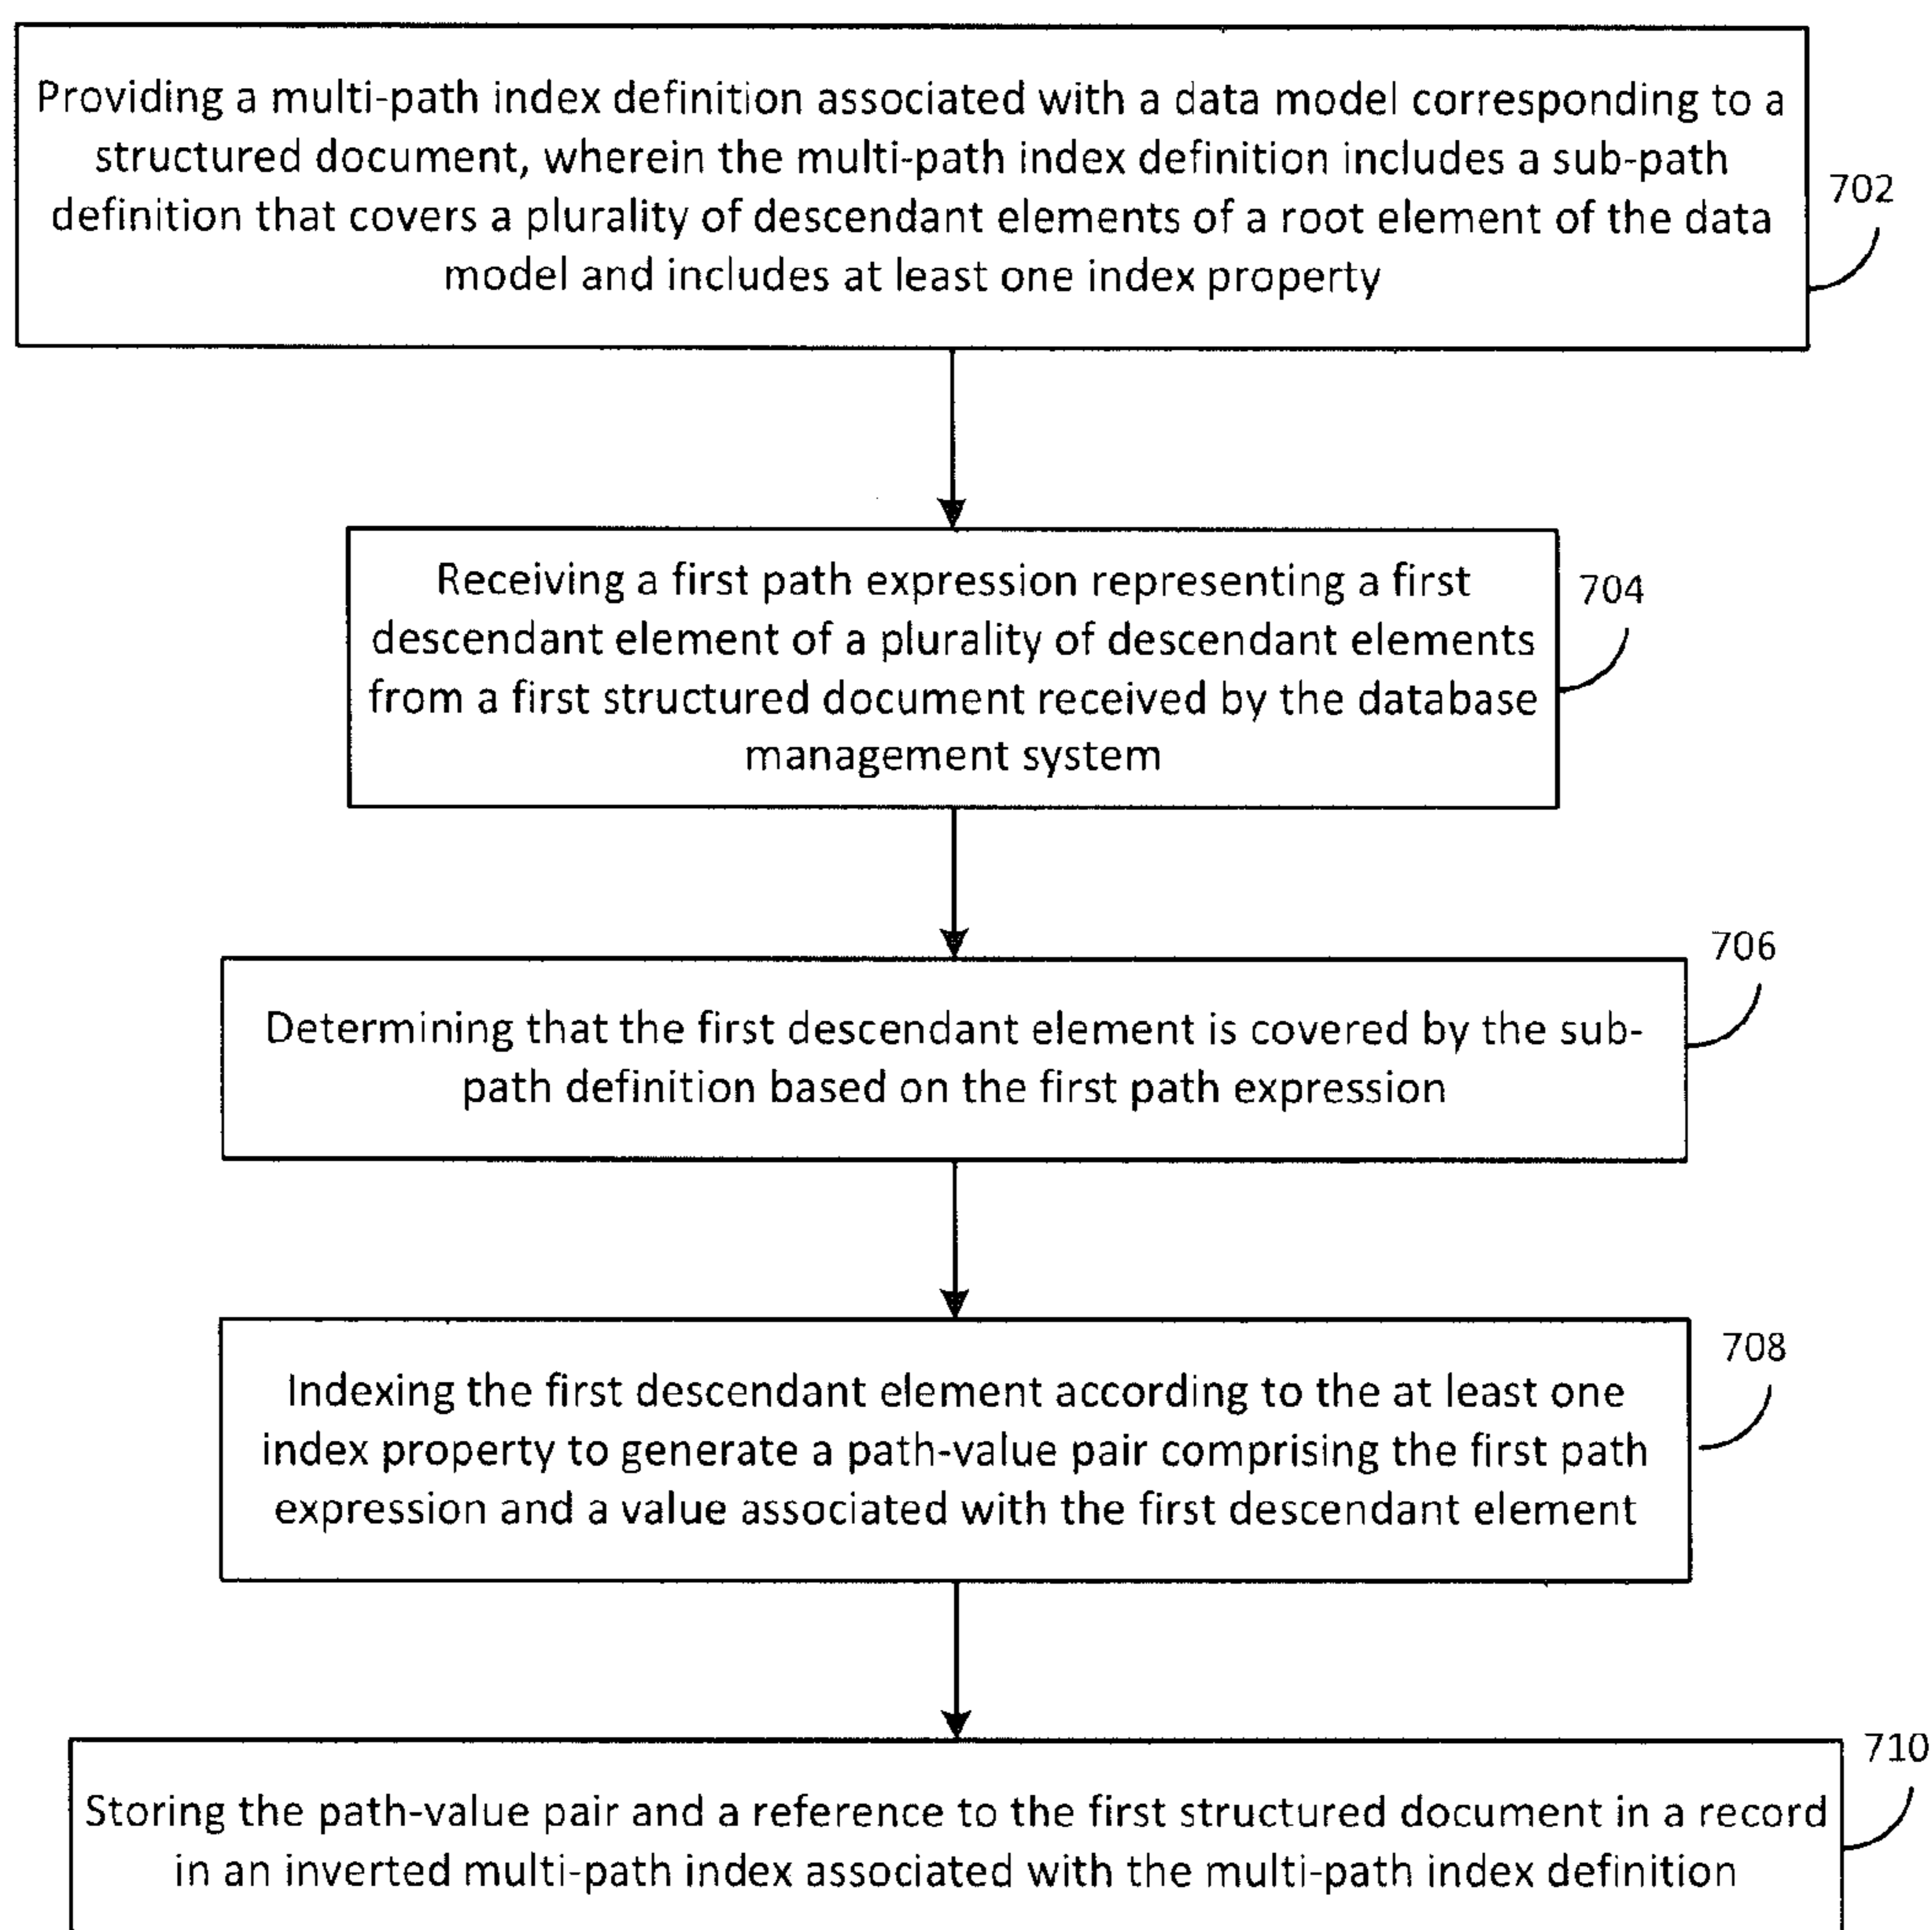 Providing a multi-path index definition associated with a data model corresponding to a
structured document, wherein the multi-path index definition includes a sub-path
definition that covers a plurality of descendant elements of a root element of the data
model and includes at least one index property
702
Receiving a first path expression representing a first
descendant element of a plurality of descendant elements
from a first structured document received by the database
management system
704
706
Determining that the first descendant element is covered by the sub-
path definition based on the first path expression
708
Indexing the first descendant element according to the at least one
index property to generate a path-value pair comprising the first path
expression and a value associated with the first descendant element
710
Storing the path-value pair and a reference to the first structured document in a record
in an inverted multi-path index associated with the multi-path index definition